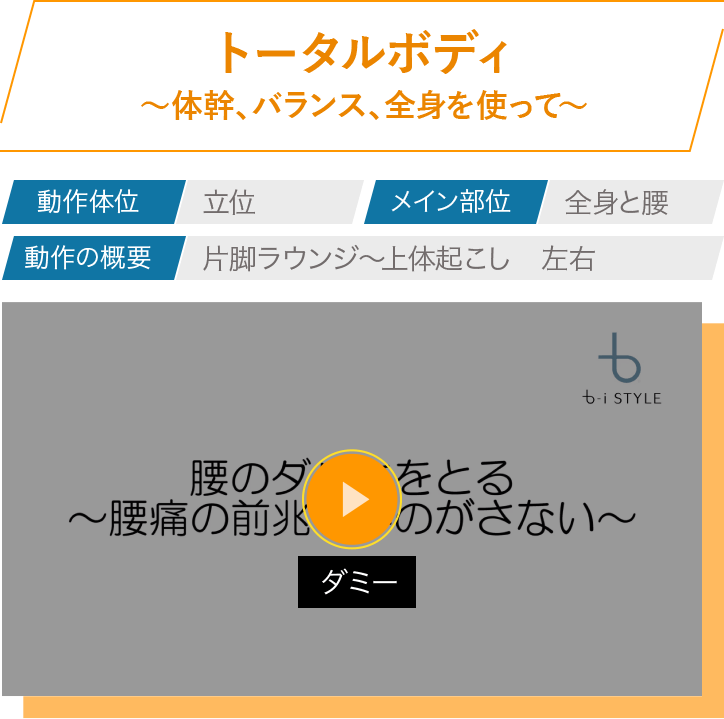 トータルボディ
～体幹、バランス、全身を使って～
動作体位 立位 メイン部位 全身と腰
動作の概要 片脚ラウンジ～上体起こし 左右
b-i STYLE
腰のダ をとる
～腰痛の前兆 のがさない～
ダミー